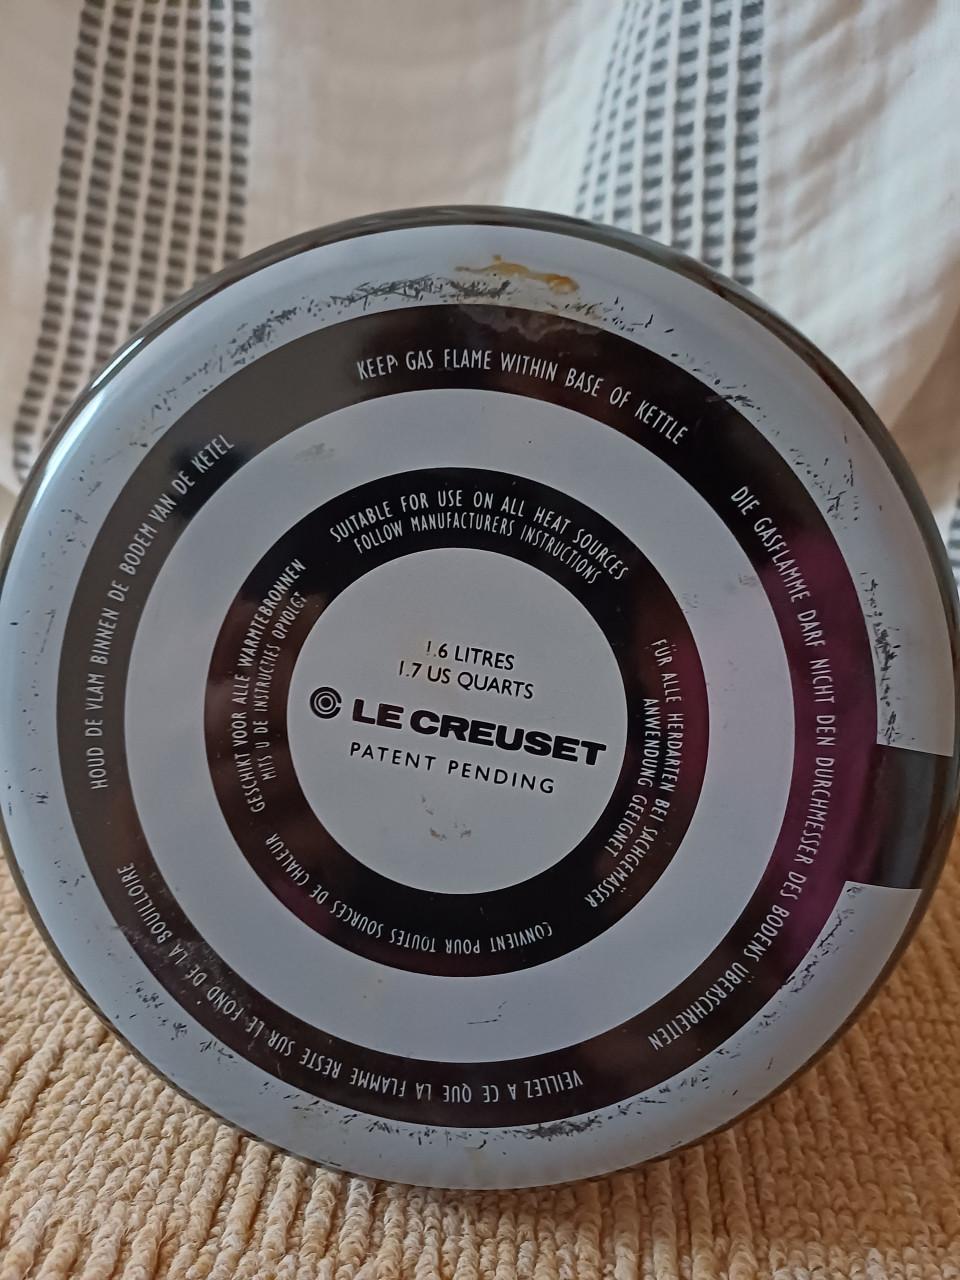 KEEP GAS FLAME WITHIN BASE OF KETTLE
DIE GASFLAMME DARF NICHT DEN DURCHMESSER DES BODENS ÜBERSCHREITEN
VEILLEZ A CE QUE LA FLAMME RESTE SUR LE FOND DE LA BOUILLOIRE
HOUD DE VLAM BINNEN DE BODEM VAN DE KETEL
SUITABLE FOR USE ON ALL HEAT SOURCES
FOLLOW MANUFACTURERS INSTRUCTIONS
FÜR ALLE HERDARTEN BEI SACHGEMÄSSER
ANWENDUNG GEEIGNET
CONVIENT POUR TOUTES SOURCES DE CHALEUR
GESCHIKT VOOR ALLE WARMTEBRONNEN
MITS U DE INSTRUCTIES OPVOLGT
1.6 LITRES
1.7 US QUARTS
LE CREUSET
PATENT PENDING